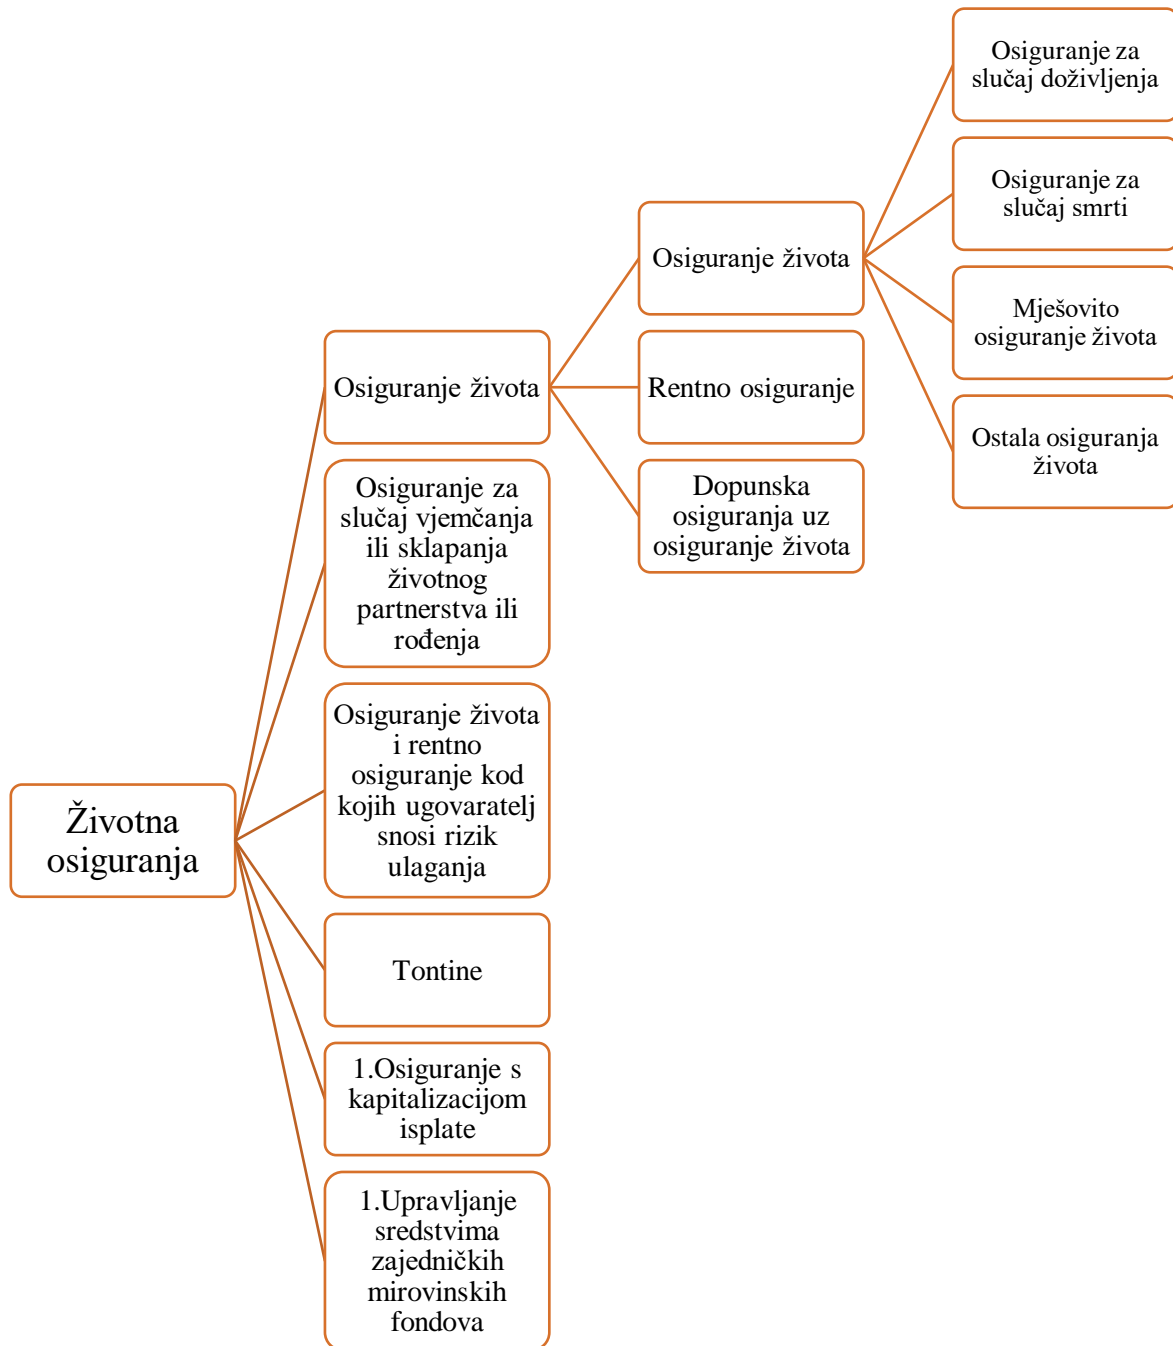 Životna
osiguranja
Osiguranje života
Osiguranje za
slučaj vjemčanja
ili sklapanja
životnog
partnerstva ili
rođenja
Osiguranje života
i rentno
osiguranje kod
kojih ugovaratelj
snosi rizik
ulaganja
Tontine
1.Osiguranje s
kapitalizacijom
isplate
1.Upravljanje
sredstvima
zajedničkih
mirovinskih
fondova
Osiguranje života
Rentno osiguranje
Dopunska
osiguranja uz
osiguranje života
Osiguranje za
slučaj doživljenja
Osiguranje za
slučaj smrti
Mješovito
osiguranje života
Ostala osiguranja
života